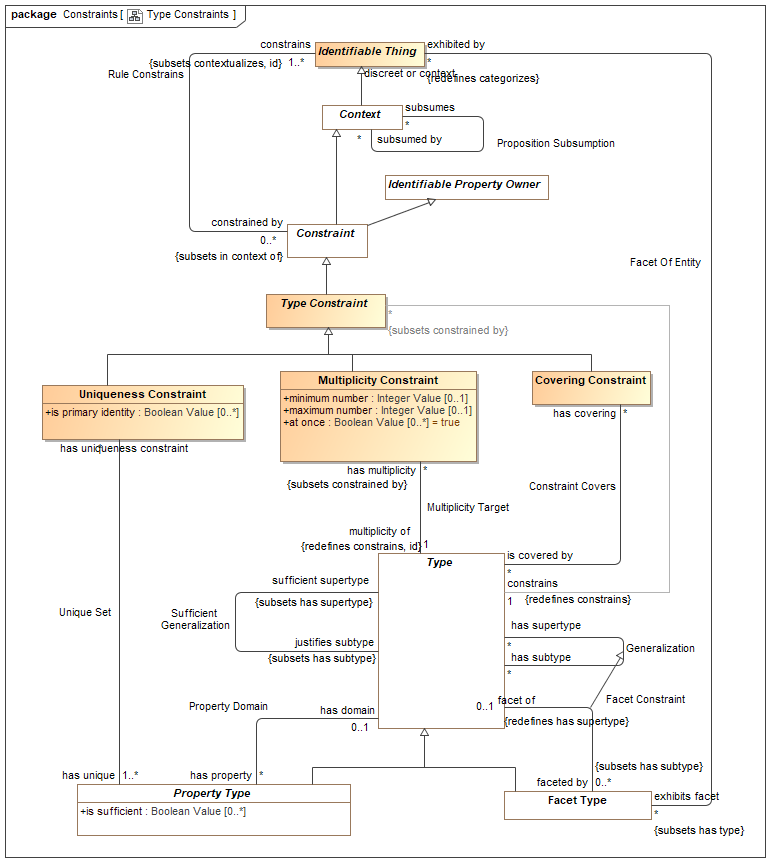 package Constraints [ Type Constraints ]
constrains
Identifiable Thing
exhibited by
{subsets contextualizes, id}
1..*
*
Rule Constrains
discreet or context
{redefines categorizes}
Context
subsumes
*
*
subsumed by
Proposition Subsumption
Identifiable Property Owner
constrained by
Constraint
0..*
{subsets in context of}
Facet Of Entity
Type Constraint
*
{subsets constrained by}
Uniqueness Constraint
+is primary identity : Boolean Value [0..*]
Multiplicity Constraint
+minimum number : Integer Value [0..1]
+maximum number : Integer Value [0..1]
+at once : Boolean Value [0..*] = true
Covering Constraint
has covering
*
has uniqueness constraint
*
has multiplicity
*
{subsets constrained by}
Constraint Covers
Multiplicity Target
multiplicity of
{redefines constrains, id}
1
is covered by
*
Type
sufficient supertype
constrains
{subsets has supertype}
1
{redefines constrains}
Unique Set
Sufficient
Generalization
has supertype
*
justifies subtype
{subsets has subtype}
has subtype
*
Generalization
Property Domain
has domain
0..1
facet of
0..1
{redefines has supertype}
Facet Constraint
{subsets has subtype}
has unique
1..*
has property
*
faceted by
0..*
Property Type
+is sufficient : Boolean Value [0..*]
Facet Type
exhibits facet
*
{subsets has type}